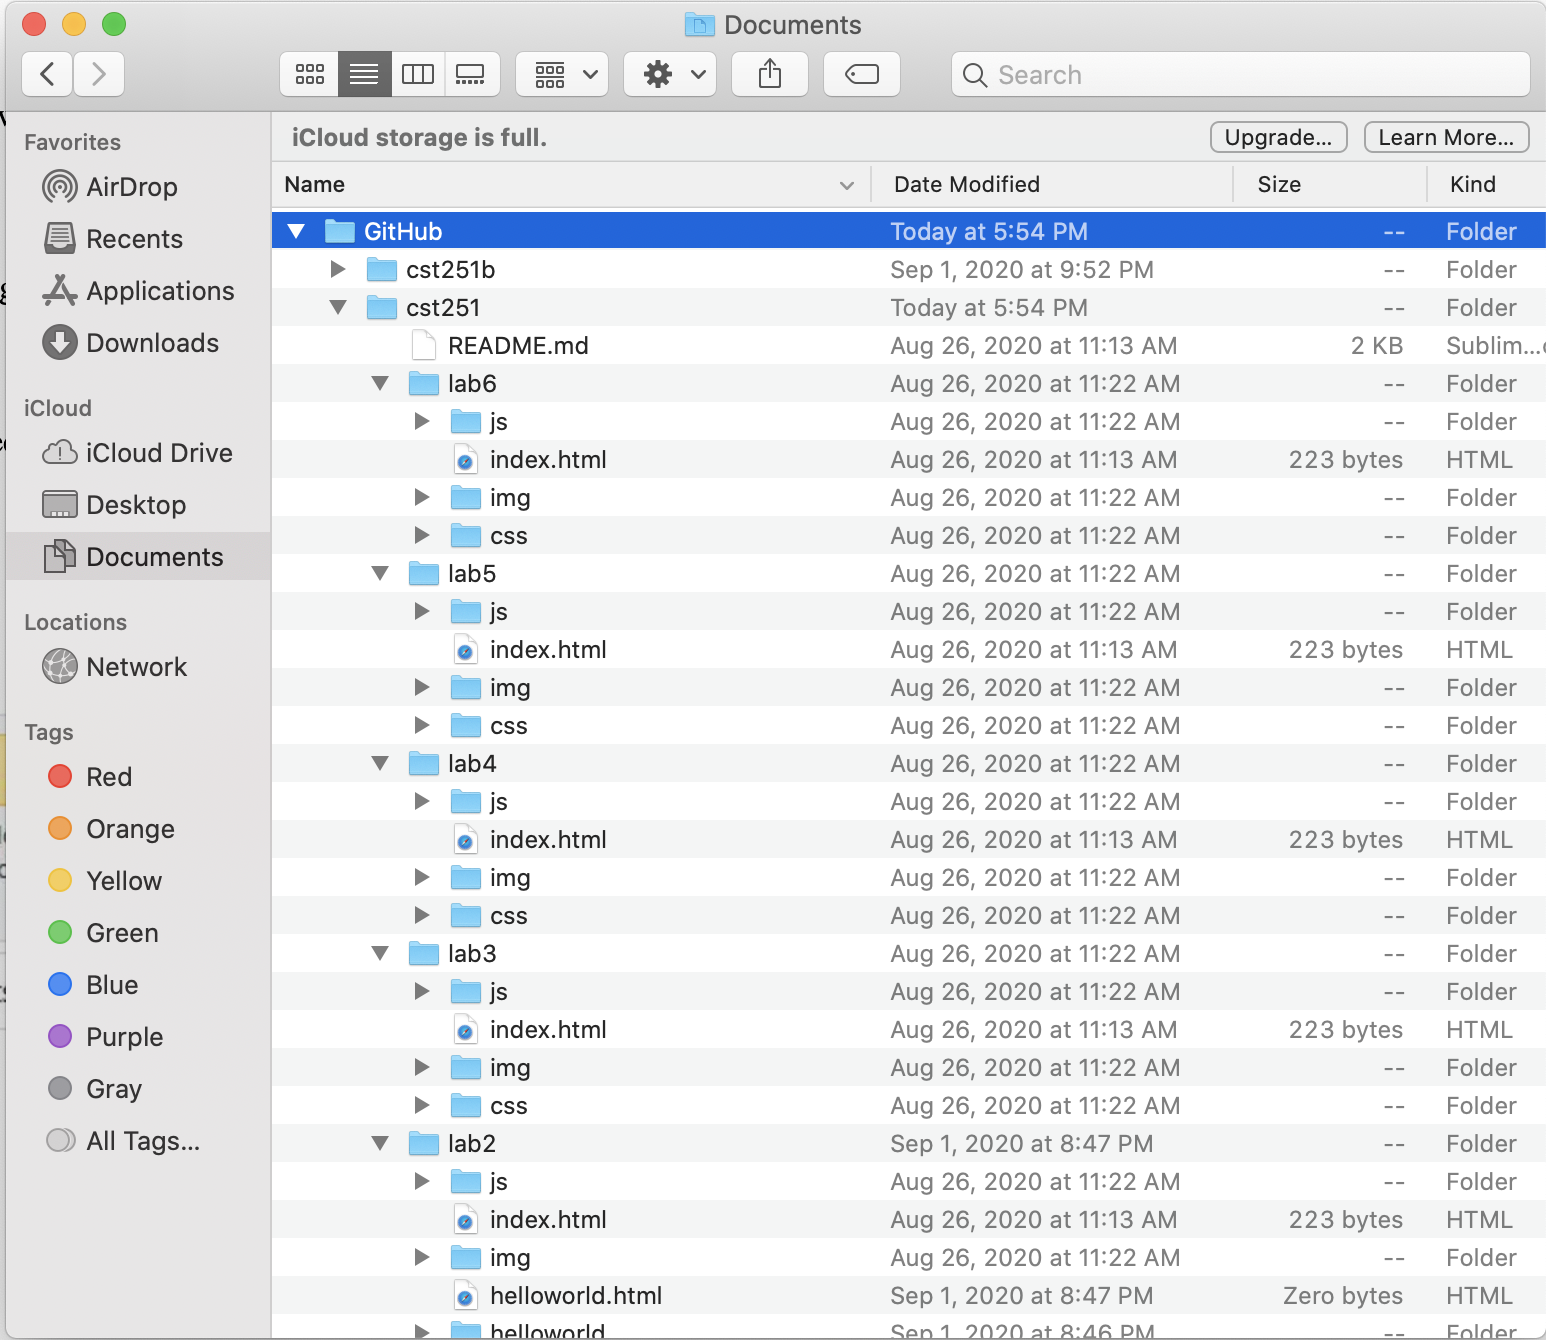 Documents
Search
Favorites
AirDrop
Recents
Applications
Downloads
iCloud
iCloud Drive
Desktop
Documents
Locations
Network
Tags
Red
Orange
Yellow
Green
Blue
Purple
Gray
All Tags...
iCloud storage is full. Upgrade... Learn More...
Name Date Modified Size Kind
GitHub Today at 5:54 PM -- Folder
cst251b Sep 1, 2020 at 9:52 PM -- Folder
cst251 Today at 5:54 PM -- Folder
README.md Aug 26, 2020 at 11:13 AM 2 KB Sublim...
lab6 Aug 26, 2020 at 11:22 AM -- Folder
js Aug 26, 2020 at 11:22 AM -- Folder
index.html Aug 26, 2020 at 11:13 AM 223 bytes HTML
img Aug 26, 2020 at 11:22 AM -- Folder
css Aug 26, 2020 at 11:22 AM -- Folder
lab5 Aug 26, 2020 at 11:22 AM -- Folder
js Aug 26, 2020 at 11:22 AM -- Folder
index.html Aug 26, 2020 at 11:13 AM 223 bytes HTML
img Aug 26, 2020 at 11:22 AM -- Folder
css Aug 26, 2020 at 11:22 AM -- Folder
lab4 Aug 26, 2020 at 11:22 AM -- Folder
js Aug 26, 2020 at 11:22 AM -- Folder
index.html Aug 26, 2020 at 11:13 AM 223 bytes HTML
img Aug 26, 2020 at 11:22 AM -- Folder
css Aug 26, 2020 at 11:22 AM -- Folder
lab3 Aug 26, 2020 at 11:22 AM -- Folder
js Aug 26, 2020 at 11:22 AM -- Folder
index.html Aug 26, 2020 at 11:13 AM 223 bytes HTML
img Aug 26, 2020 at 11:22 AM -- Folder
css Aug 26, 2020 at 11:22 AM -- Folder
lab2 Sep 1, 2020 at 8:47 PM -- Folder
js Aug 26, 2020 at 11:22 AM -- Folder
index.html Aug 26, 2020 at 11:13 AM 223 bytes HTML
img Aug 26, 2020 at 11:22 AM -- Folder
helloworld.html Sep 1, 2020 at 8:47 PM Zero bytes HTML
helloworld Sep 1, 2020 at 8:46 PM -- Folder